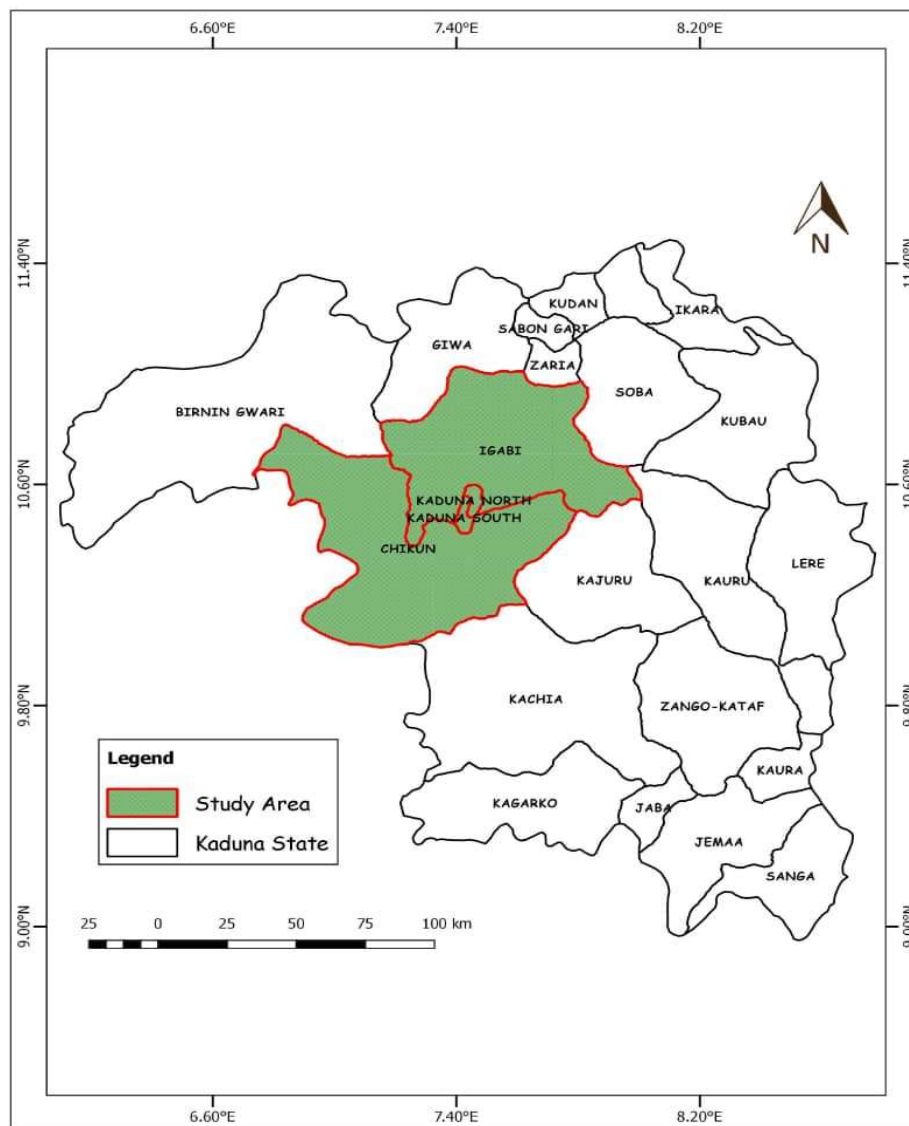 6.60°E 7.40°E 8.20°E
11.40°N 11.40°N
KUDAN
IKARA
SABON GARI
GIWA
ZARIA
SOBA
BIRNIN GWARI
KUBAU
IGABI
10.60°N 10.60°N
KADUNA NORTH
KADUNA SOUTH
CHIKUN
KAJURU
KAURU
LERE
KACHIA
ZANGO-KATAF
9.80°N 9.80°N
KAURA
KAGARKO
JABA
JEMAA
SANGA
N
Legend
Study Area
Kaduna State
25 0 25 50 75 100 km
9.00°N 9.00°N
6.60°E 7.40°E 8.20°E